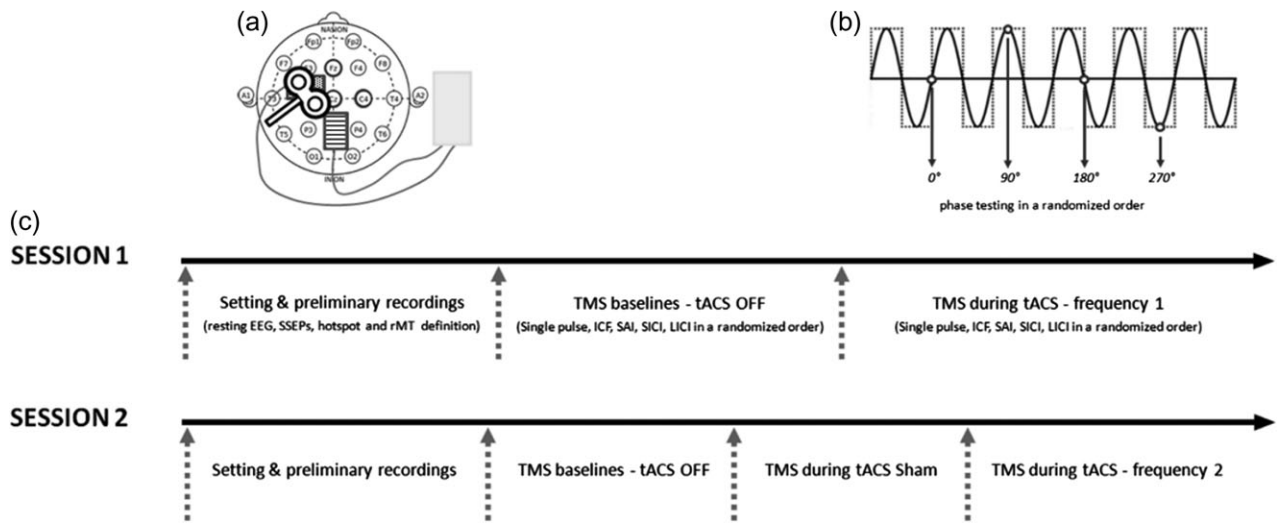 (a)
NASION
Fp1 Fp2
F7 F3 Fz F4 F8
A1 T3 C4 T4 A2
T5 P3 P4 T6
O1 O2
INION
(b)
0° 90° 180° 270°
phase testing in a randomized order
(c)
SESSION 1
Setting & preliminary recordings
(resting EEG, SSEPs, hotspot and rMT definition)
TMS baselines - tACS OFF
(Single pulse, ICF, SAI, SICI, LICI in a randomized order)
TMS during tACS - frequency 1
(Single pulse, ICF, SAI, SICI, LICI in a randomized order)
SESSION 2
Setting & preliminary recordings
TMS baselines - tACS OFF
TMS during tACS Sham
TMS during tACS - frequency 2